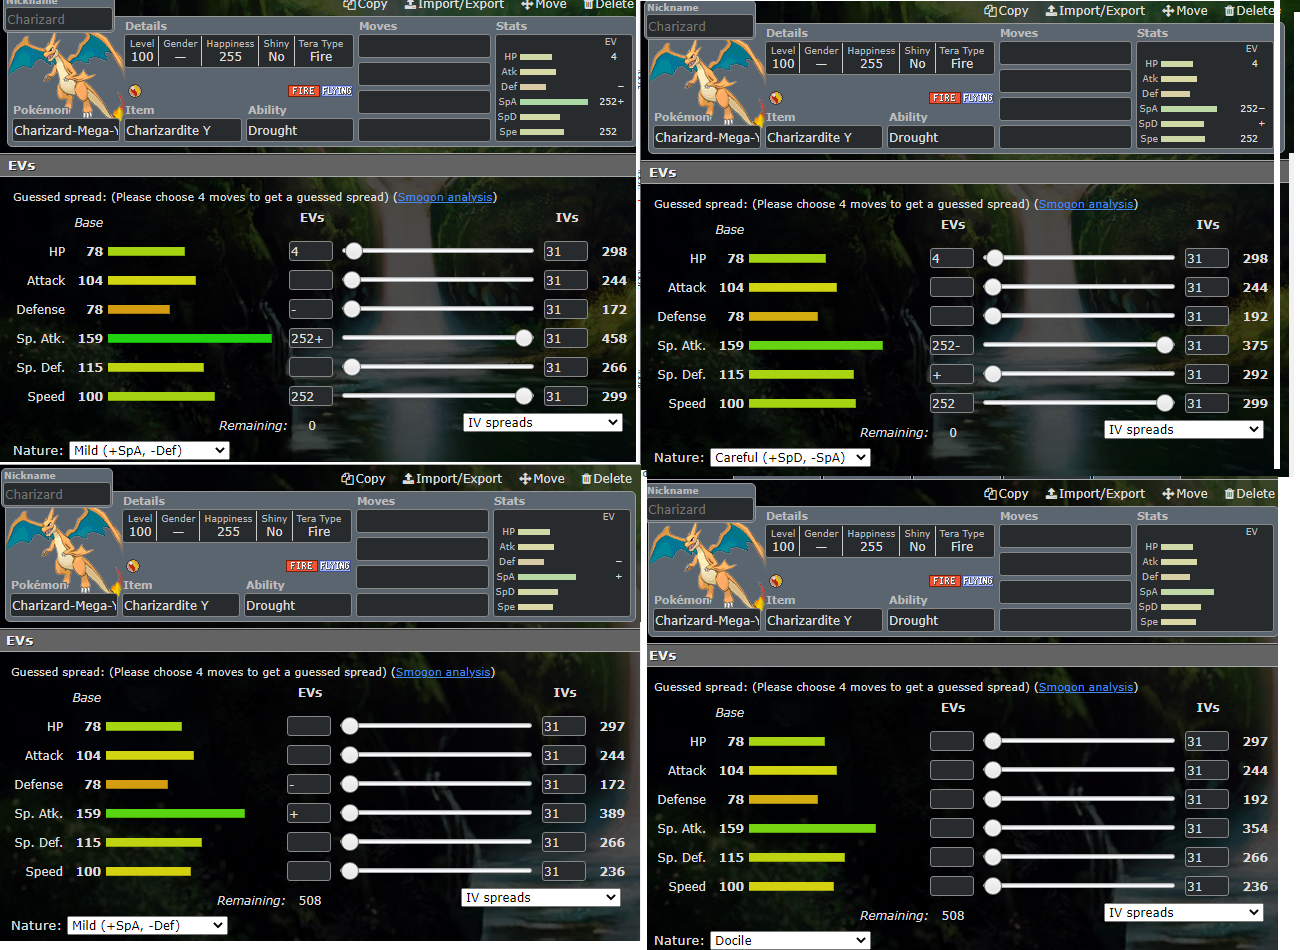 Nickname
Charizard
Copy Import/Export Move Delete
Details Moves Stats
Level Gender Happiness Shiny Tera Type
100 — 255 No Fire
EV
HP 4
Atk
Def −
SpA 252+
SpD
Spe 252
FIRE FLYING
Pokémon Item Ability
Charizard-Mega-Y Charizardite Y Drought
EVs
Guessed spread: (Please choose 4 moves to get a guessed spread) (Smogon analysis)
Base EVs IVs
HP 78 4 31 298
Attack 104 31 244
Defense 78 - 31 172
Sp. Atk. 159 252+ 31 458
Sp. Def. 115 31 266
Speed 100 252 31 299
Remaining: 0 IV spreads
Nature: Mild (+SpA, -Def)
Nickname
Charizard
Copy Import/Export Move Delete
Details Moves Stats
Level Gender Happiness Shiny Tera Type
100 — 255 No Fire
EV
HP 4
Atk
Def
SpA 252−
SpD +
Spe 252
FIRE FLYING
Pokémon Item Ability
Charizard-Mega-Y Charizardite Y Drought
EVs
Guessed spread: (Please choose 4 moves to get a guessed spread) (Smogon analysis)
Base EVs IVs
HP 78 4 31 298
Attack 104 31 244
Defense 78 31 192
Sp. Atk. 159 252- 31 375
Sp. Def. 115 + 31 292
Speed 100 252 31 299
Remaining: 0 IV spreads
Nature: Careful (+SpD, -SpA)
Nickname
Charizard
Copy Import/Export Move Delete
Details Moves Stats
Level Gender Happiness Shiny Tera Type
100 — 255 No Fire
EV
HP
Atk
Def −
SpA +
SpD
Spe
FIRE FLYING
Pokémon Item Ability
Charizard-Mega-Y Charizardite Y Drought
EVs
Guessed spread: (Please choose 4 moves to get a guessed spread) (Smogon analysis)
Base EVs IVs
HP 78 31 297
Attack 104 31 244
Defense 78 - 31 172
Sp. Atk. 159 + 31 389
Sp. Def. 115 31 266
Speed 100 31 236
Remaining: 508 IV spreads
Nature: Mild (+SpA, -Def)
Nickname
Charizard
Copy Import/Export Move Delete
Details Moves Stats
Level Gender Happiness Shiny Tera Type
100 — 255 No Fire
EV
HP
Atk
Def
SpA
SpD
Spe
FIRE FLYING
Pokémon Item Ability
Charizard-Mega-Y Charizardite Y Drought
EVs
Guessed spread: (Please choose 4 moves to get a guessed spread) (Smogon analysis)
Base EVs IVs
HP 78 31 297
Attack 104 31 244
Defense 78 31 192
Sp. Atk. 159 31 354
Sp. Def. 115 31 266
Speed 100 31 236
Remaining: 508 IV spreads
Nature: Docile